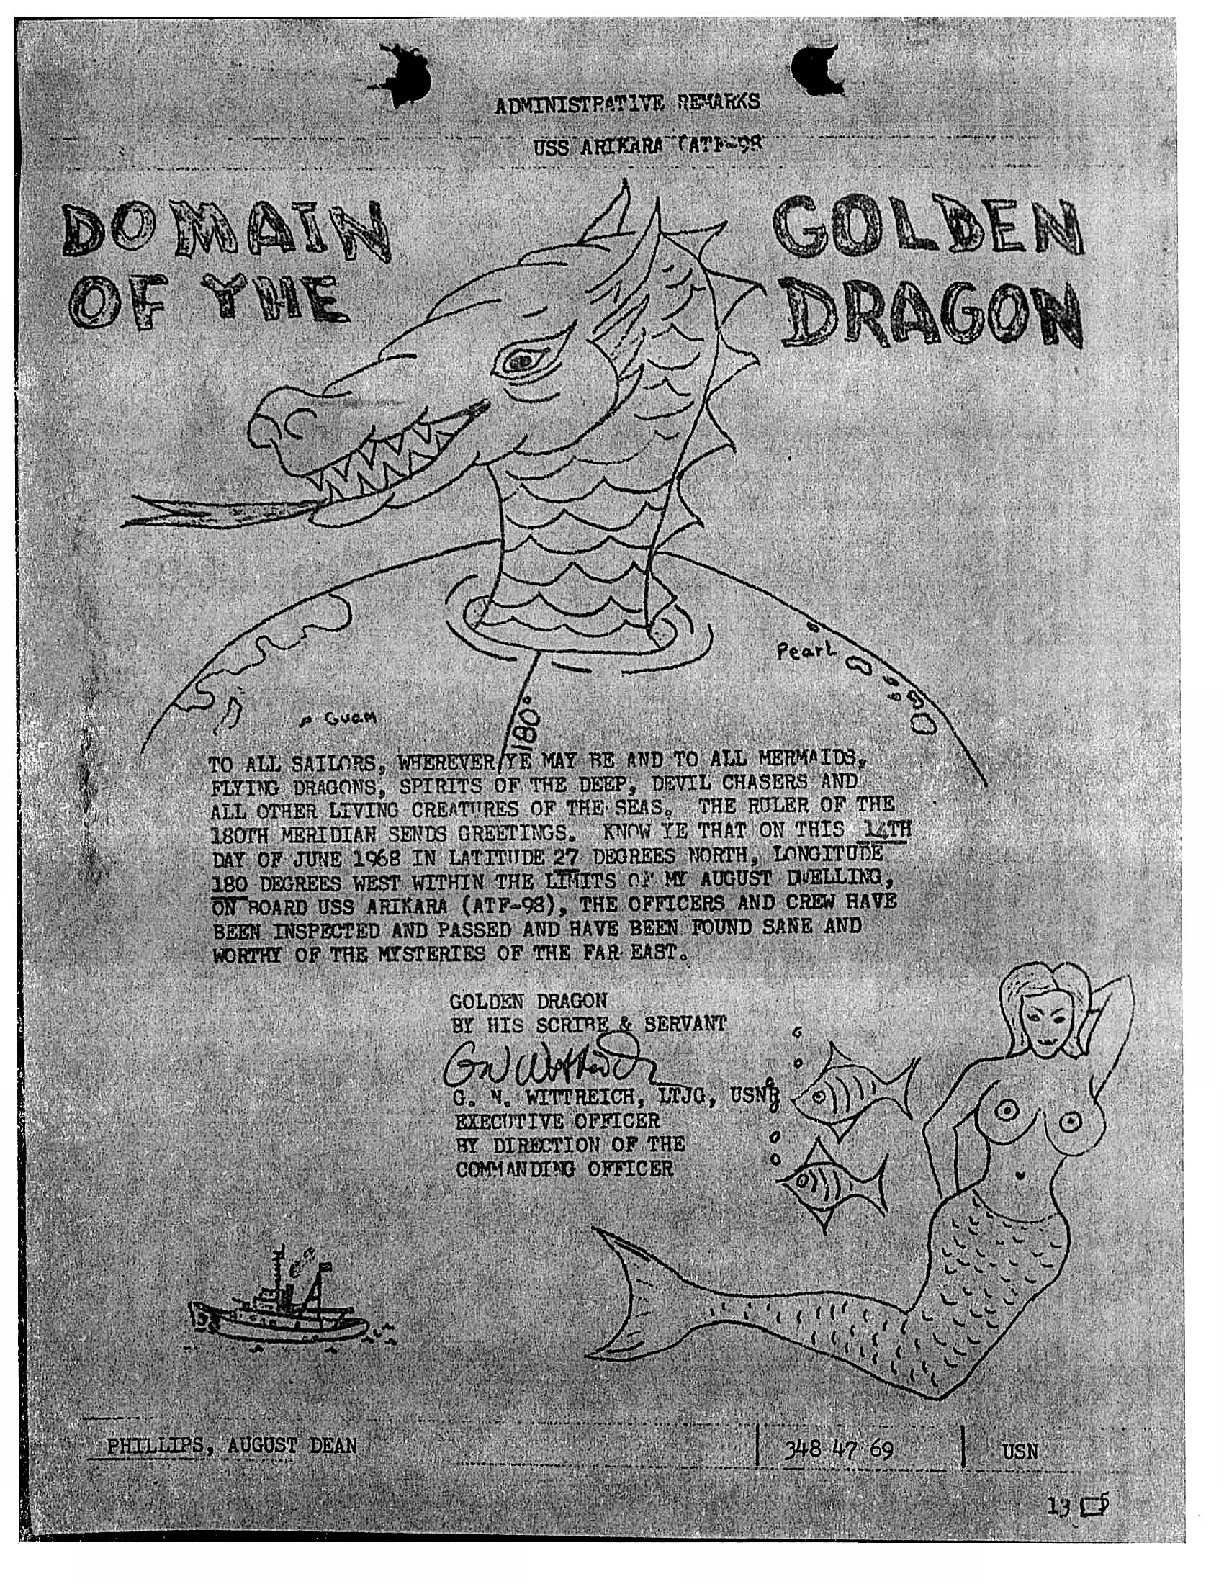 ADMINISTRATIVE REMARKS
USS ARIKARA (ATF-98
DOMAIN OF THE
GOLDEN DRAGON
Pearl
Guam
180°
TO ALL SAILORS, WHEREVER YE MAY BE AND TO ALL MERMAIDS,
FLYING DRAGONS, SPIRITS OF THE DEEP, DEVIL CHASERS AND
ALL OTHER LIVING CREATURES OF THE SEAS. THE RULER OF THE
180TH MERIDIAN SENDS GREETINGS. KNOW YE THAT ON THIS 14TH
DAY OF JUNE 1968 IN LATITUDE 27 DEGREES NORTH, LONGITUDE
180 DEGREES WEST WITHIN THE LIMITS OF MY AUGUST DWELLING,
ON BOARD USS ARIKARA (ATF-98), THE OFFICERS AND CREW HAVE
BEEN INSPECTED AND PASSED AND HAVE BEEN FOUND SANE AND
WORTHY OF THE MYSTERIES OF THE FAR EAST.
GOLDEN DRAGON
BY HIS SCRIBE & SERVANT
G. W. WITTREICH, LTJG, USNR
EXECUTIVE OFFICER
BY DIRECTION OF THE
COMMANDING OFFICER
PHILLIPS, AUGUST DEAN 348 47 69 USN
13